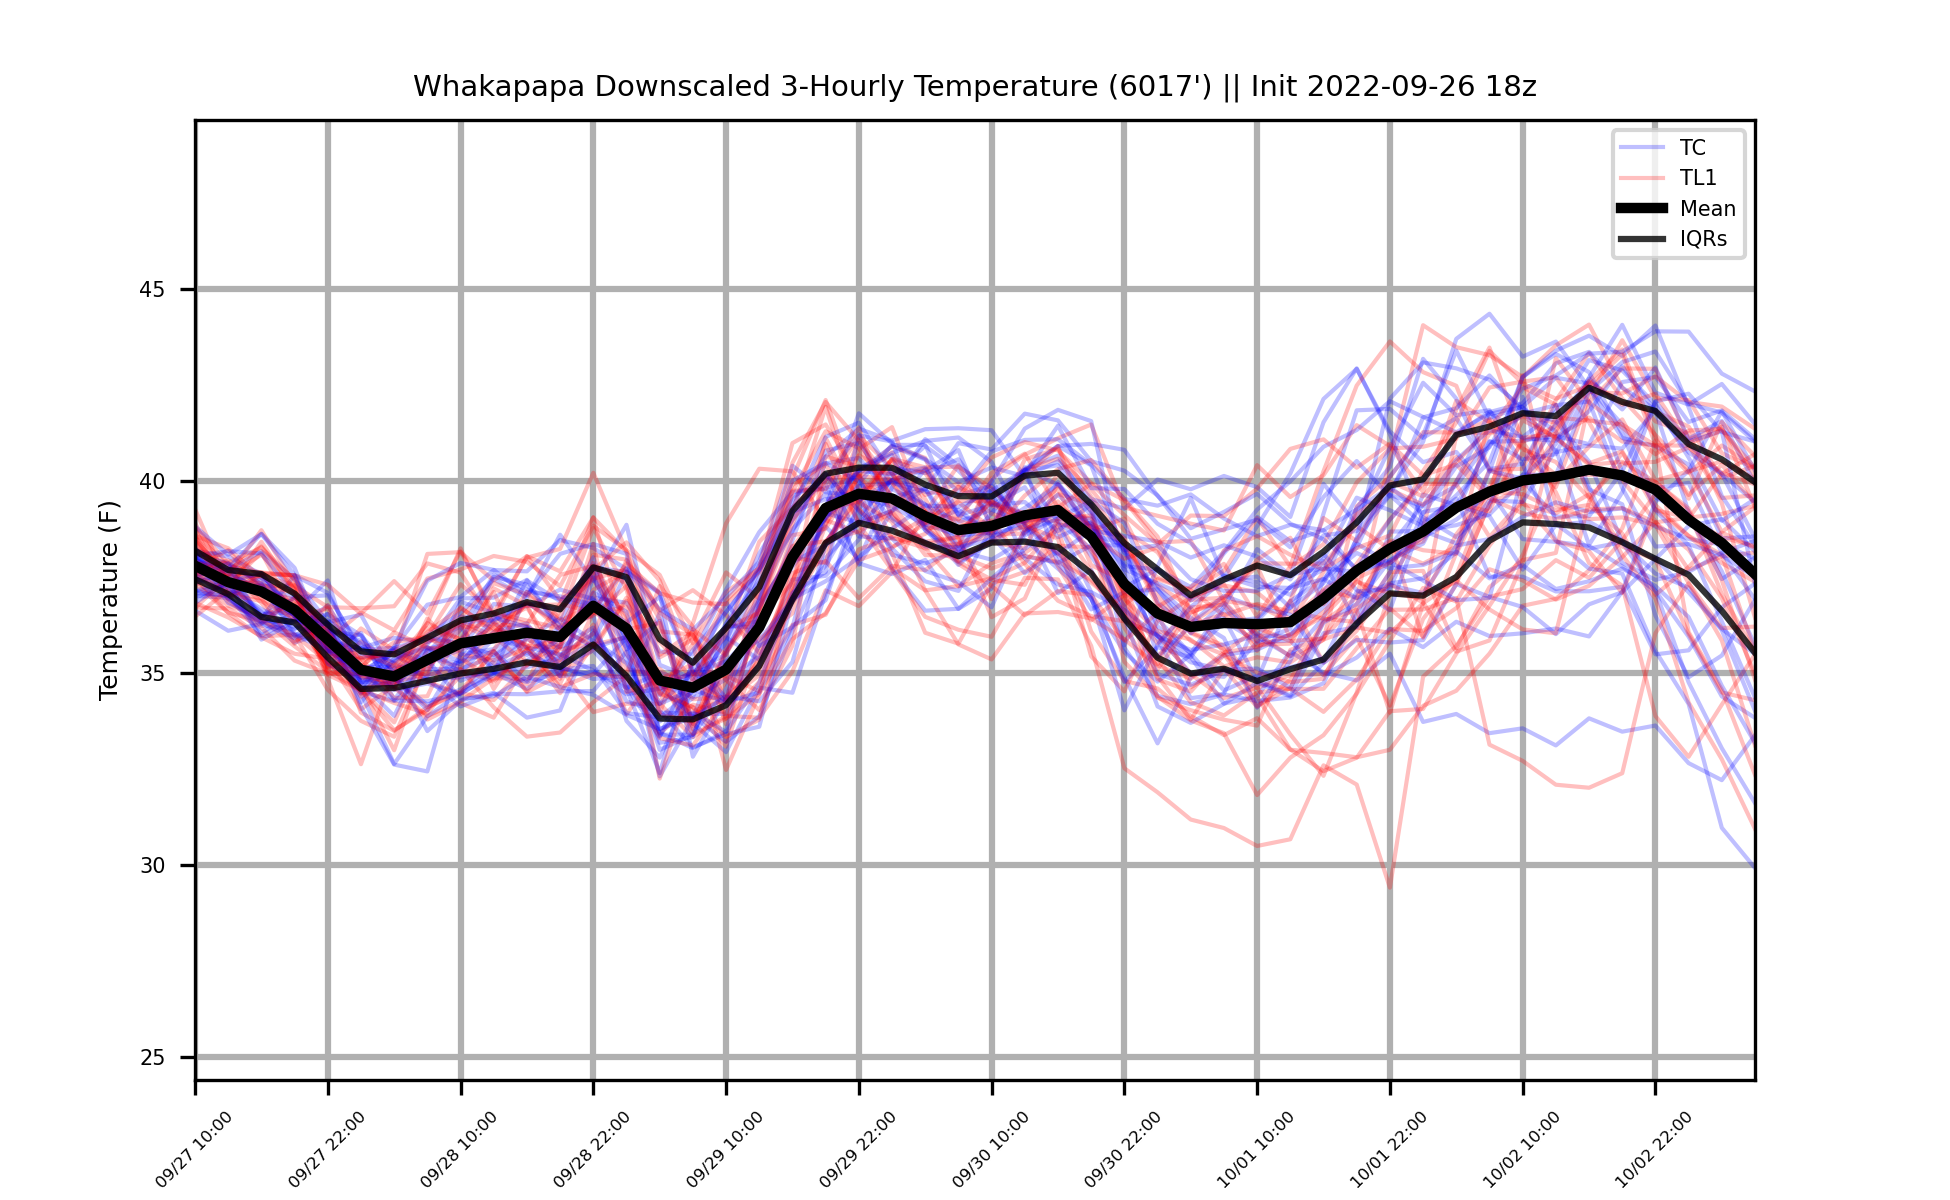 Whakapapa Downscaled 3-Hourly Temperature (6017') || Init 2022-09-26 18z
TC
TL1
Mean
IQRs
Temperature (F)
45
40
35
30
25
09/27 10:00
09/27 22:00
09/28 10:00
09/28 22:00
09/29 10:00
09/29 22:00
09/30 10:00
09/30 22:00
10/01 10:00
10/01 22:00
10/02 10:00
10/02 22:00